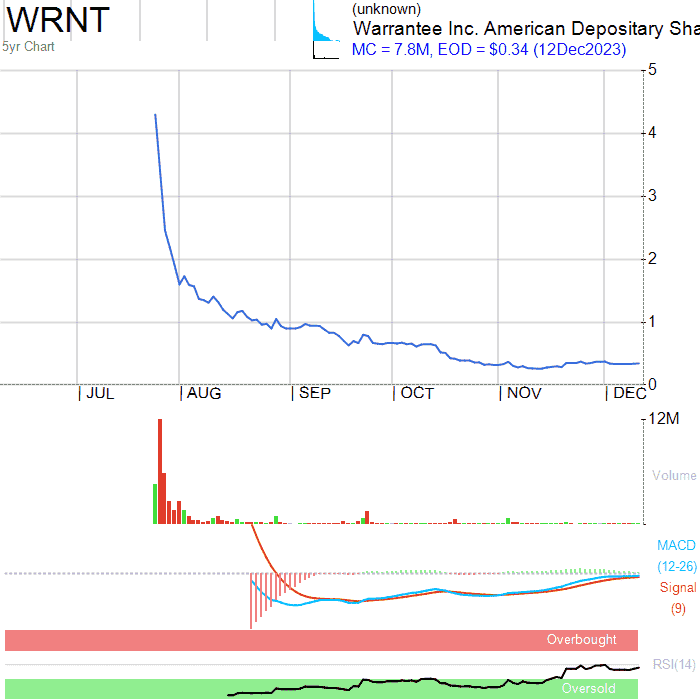 WRNT
(unknown)
Warrantee Inc. American Depositary Sha
5yr Chart
MC = 7.8M, EOD = $0.34 (12Dec2023)
5
4
3
2
1
0
JUL AUG SEP OCT NOV DEC
12M
Volume
MACD
(12-26)
Signal
(9)
Overbought
RSI(14)
Oversold